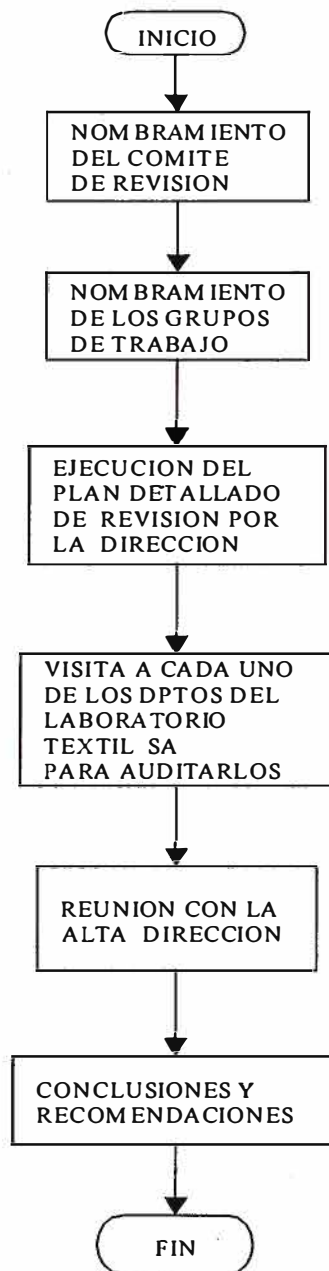 INICIO
NOMBRAMIENTO
DEL COMITE
DE REVISION
NOMBRAMIENTO
DE LOS GRUPOS
DE TRABAJO
EJECUCION DEL
PLAN DETALLADO
DE REVISION POR
LA DIRECCION
VISITA A CADA UNO
DE LOS DPTOS DEL
LABORATORIO
TEXTIL SA
PARA AUDITARLOS
REUNION CON LA
ALTA DIRECCION
CONCLUSIONES Y
RECOMENDACIONES
FIN